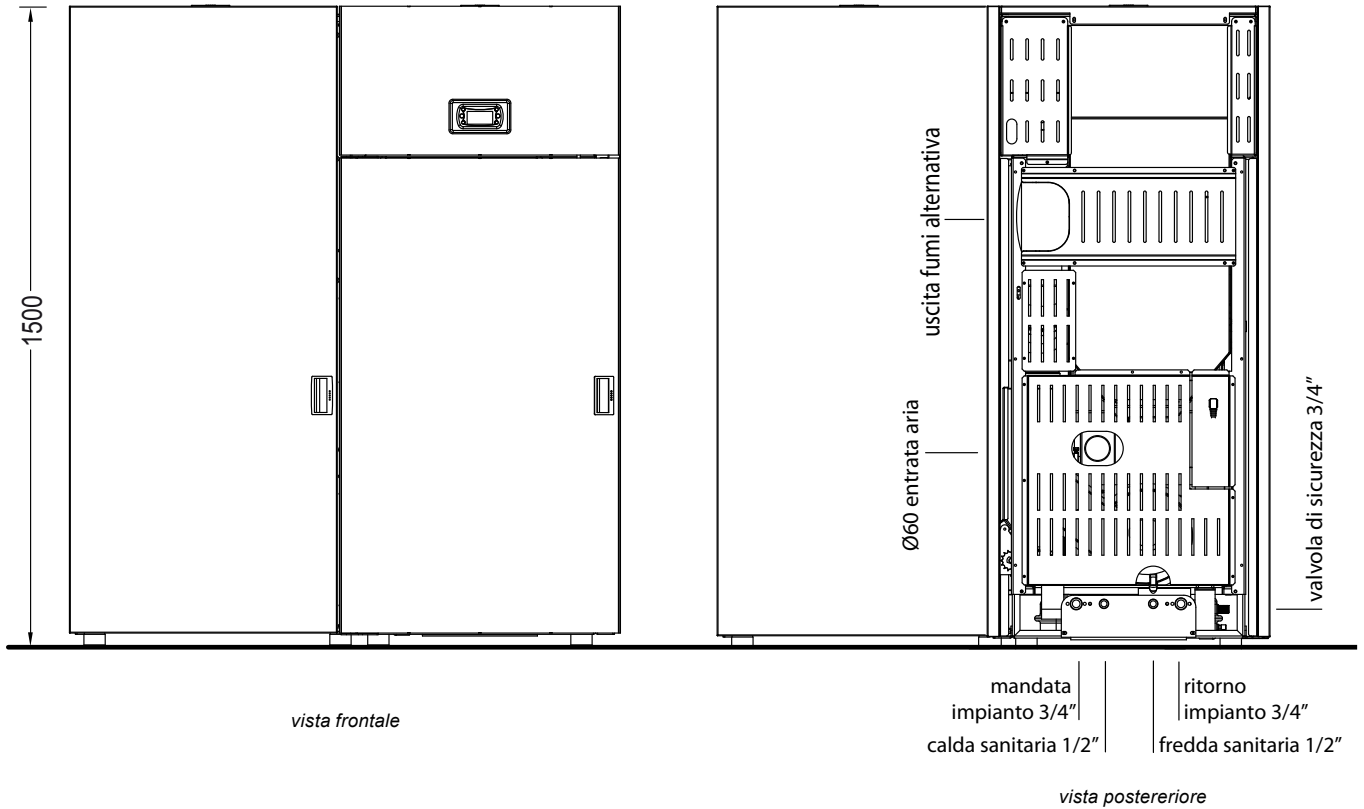 1500
uscita fumi alternativa
Ø60 entrata aria
valvola di sicurezza 3/4”
mandata
impianto 3/4”
ritorno
impianto 3/4”
calda sanitaria 1/2”
fredda sanitaria 1/2”
vista frontale
vista postereriore